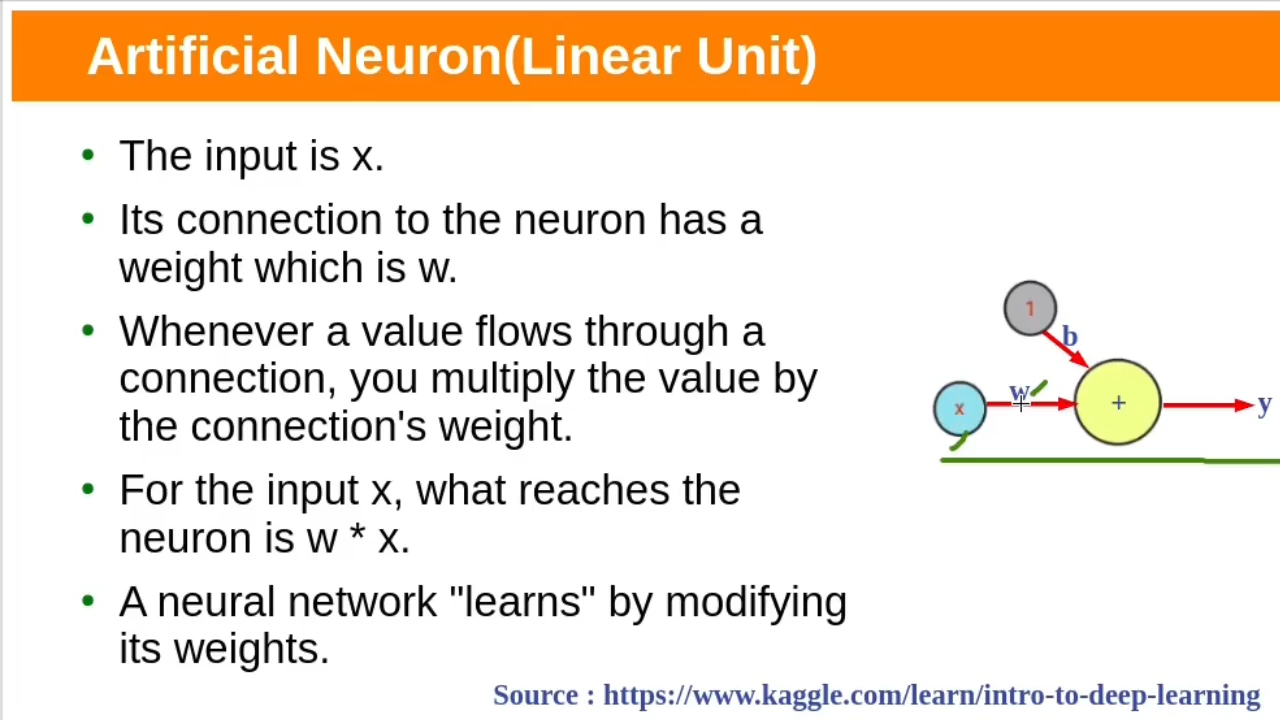 Artificial Neuron(Linear Unit)
• The input is x.
• Its connection to the neuron has a
weight which is w.
• Whenever a value flows through a
connection, you multiply the value by
the connection's weight.
• For the input x, what reaches the
neuron is w * x.
• A neural network "learns" by modifying
its weights.
1
b
w
x
+
y
Source : https://www.kaggle.com/learn/intro-to-deep-learning